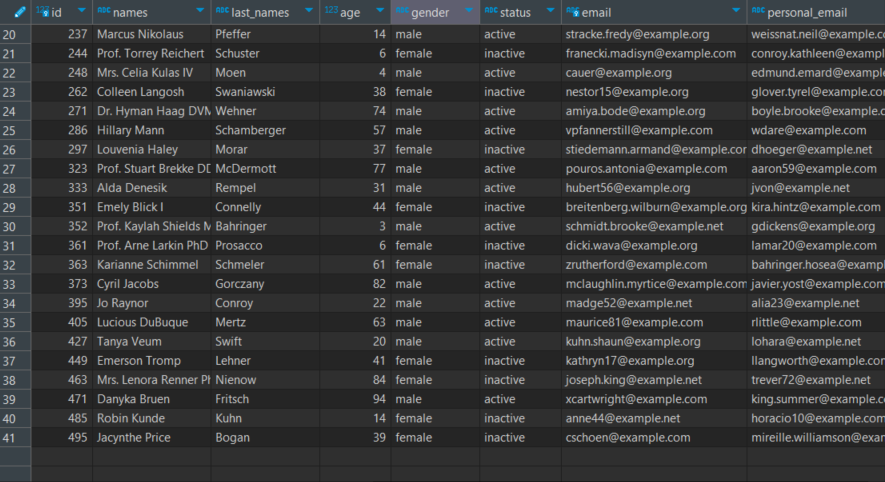 123 id ABC names ABC last_names 123 age ABC gender ABC status ABC email ABC personal_email
20 237 Marcus Nikolaus Pfeffer 14 male active stracke.fredy@example.org weissnat.neil@example.co
21 244 Prof. Torrey Reichert Schuster 6 female inactive franecki.madisyn@example.com conroy.kathleen@example
22 248 Mrs. Celia Kulas IV Moen 4 male active cauer@example.org edmund.emard@example.
23 262 Colleen Langosh Swaniawski 38 female inactive nestor15@example.org glover.tyrel@example.com
24 271 Dr. Hyman Haag DVM Wehner 74 male active amiya.bode@example.org boyle.brooke@example.c
25 286 Hillary Mann Schamberger 57 male active vpfannerstill@example.com wdare@example.com
26 297 Louvenia Haley Morar 37 female inactive stiedemann.armand@example.cor dhoeger@example.net
27 323 Prof. Stuart Brekke DD McDermott 77 male active pouros.antonia@example.com aaron59@example.com
28 333 Alda Denesik Rempel 31 male active hubert56@example.org jvon@example.net
29 351 Emely Blick I Connelly 44 female inactive breitenberg.wilburn@example.org kira.hintz@example.com
30 352 Prof. Kaylah Shields M Bahringer 3 male active schmidt.brooke@example.net gdickens@example.org
31 361 Prof. Arne Larkin PhD Prosacco 6 female inactive dicki.wava@example.org lamar20@example.com
32 363 Karianne Schimmel Schmeler 61 female inactive zrutherford@example.com bahringer.hosea@example
33 373 Cyril Jacobs Gorczany 82 male active mclaughlin.myrtice@example.com javier.yost@example.com
34 395 Jo Raynor Conroy 22 male active madge52@example.net alia23@example.com
35 405 Lucious DuBuque Mertz 63 male active maurice81@example.com rlittle@example.com
36 427 Tanya Veum Swift 20 male active kuhn.shaun@example.org lohara@example.net
37 449 Emerson Tromp Lehner 41 female inactive kathryn17@example.org llangworth@example.com
38 463 Mrs. Lenora Renner Ph Nienow 84 female inactive joseph.king@example.net trever72@example.net
39 471 Danyka Bruen Fritsch 94 male active xcartwright@example.com king.summer@example.c
40 485 Robin Kunde Kuhn 14 female inactive anne44@example.net horacio10@example.com
41 495 Jacynthe Price Bogan 39 female inactive cschoen@example.com mireille.williamson@exam